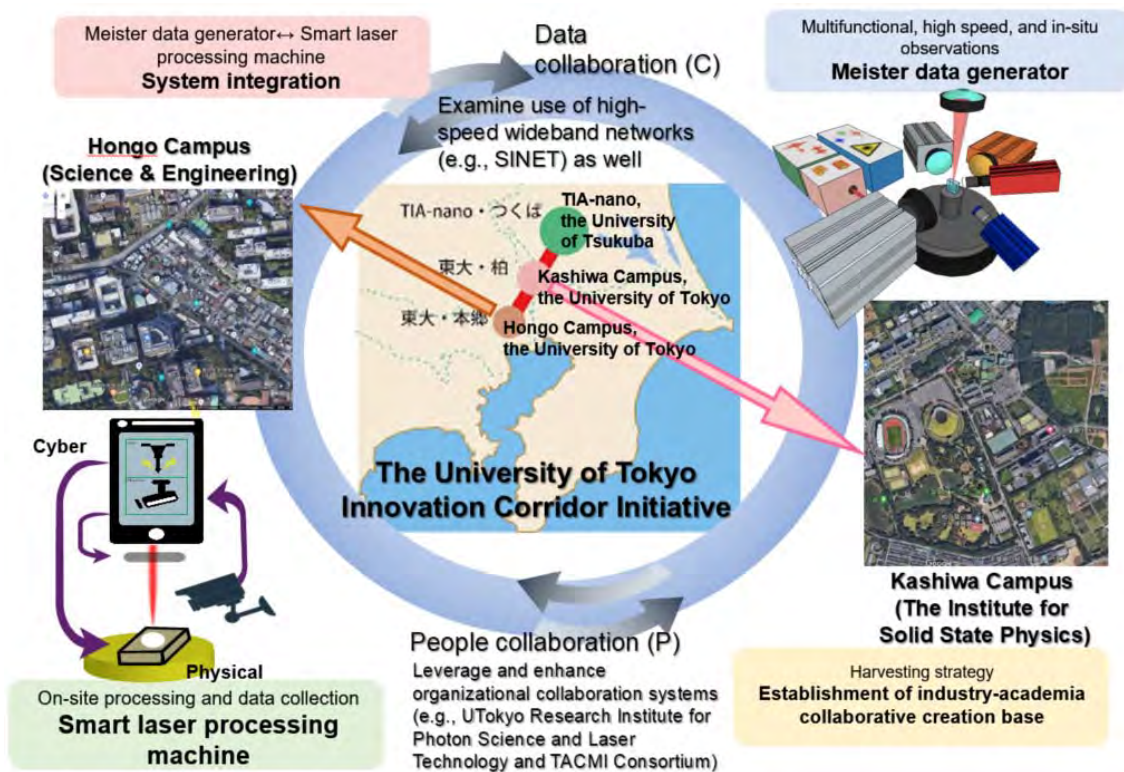 Meister data generator↔ Smart laser
processing machine
System integration
Data
collaboration (C)
Examine use of high-
speed wideband networks
(e.g., SINET) as well
Multifunctional, high speed, and in-situ
observations
Meister data generator
Hongo Campus
(Science & Engineering)
TIA-nano・つくば
TIA-nano,
the University
of Tsukuba
東大・柏
Kashiwa Campus,
the University of Tokyo
東大・本郷
Hongo Campus,
the University of Tokyo
The University of Tokyo
Innovation Corridor Initiative
Cyber
Physical
On-site processing and data collection
Smart laser processing
machine
People collaboration (P)
Leverage and enhance
organizational collaboration systems
(e.g., UTokyo Research Institute for
Photon Science and Laser
Technology and TACMI Consortium)
Kashiwa Campus
(The Institute for
Solid State Physics)
Harvesting strategy
Establishment of industry-academia
collaborative creation base